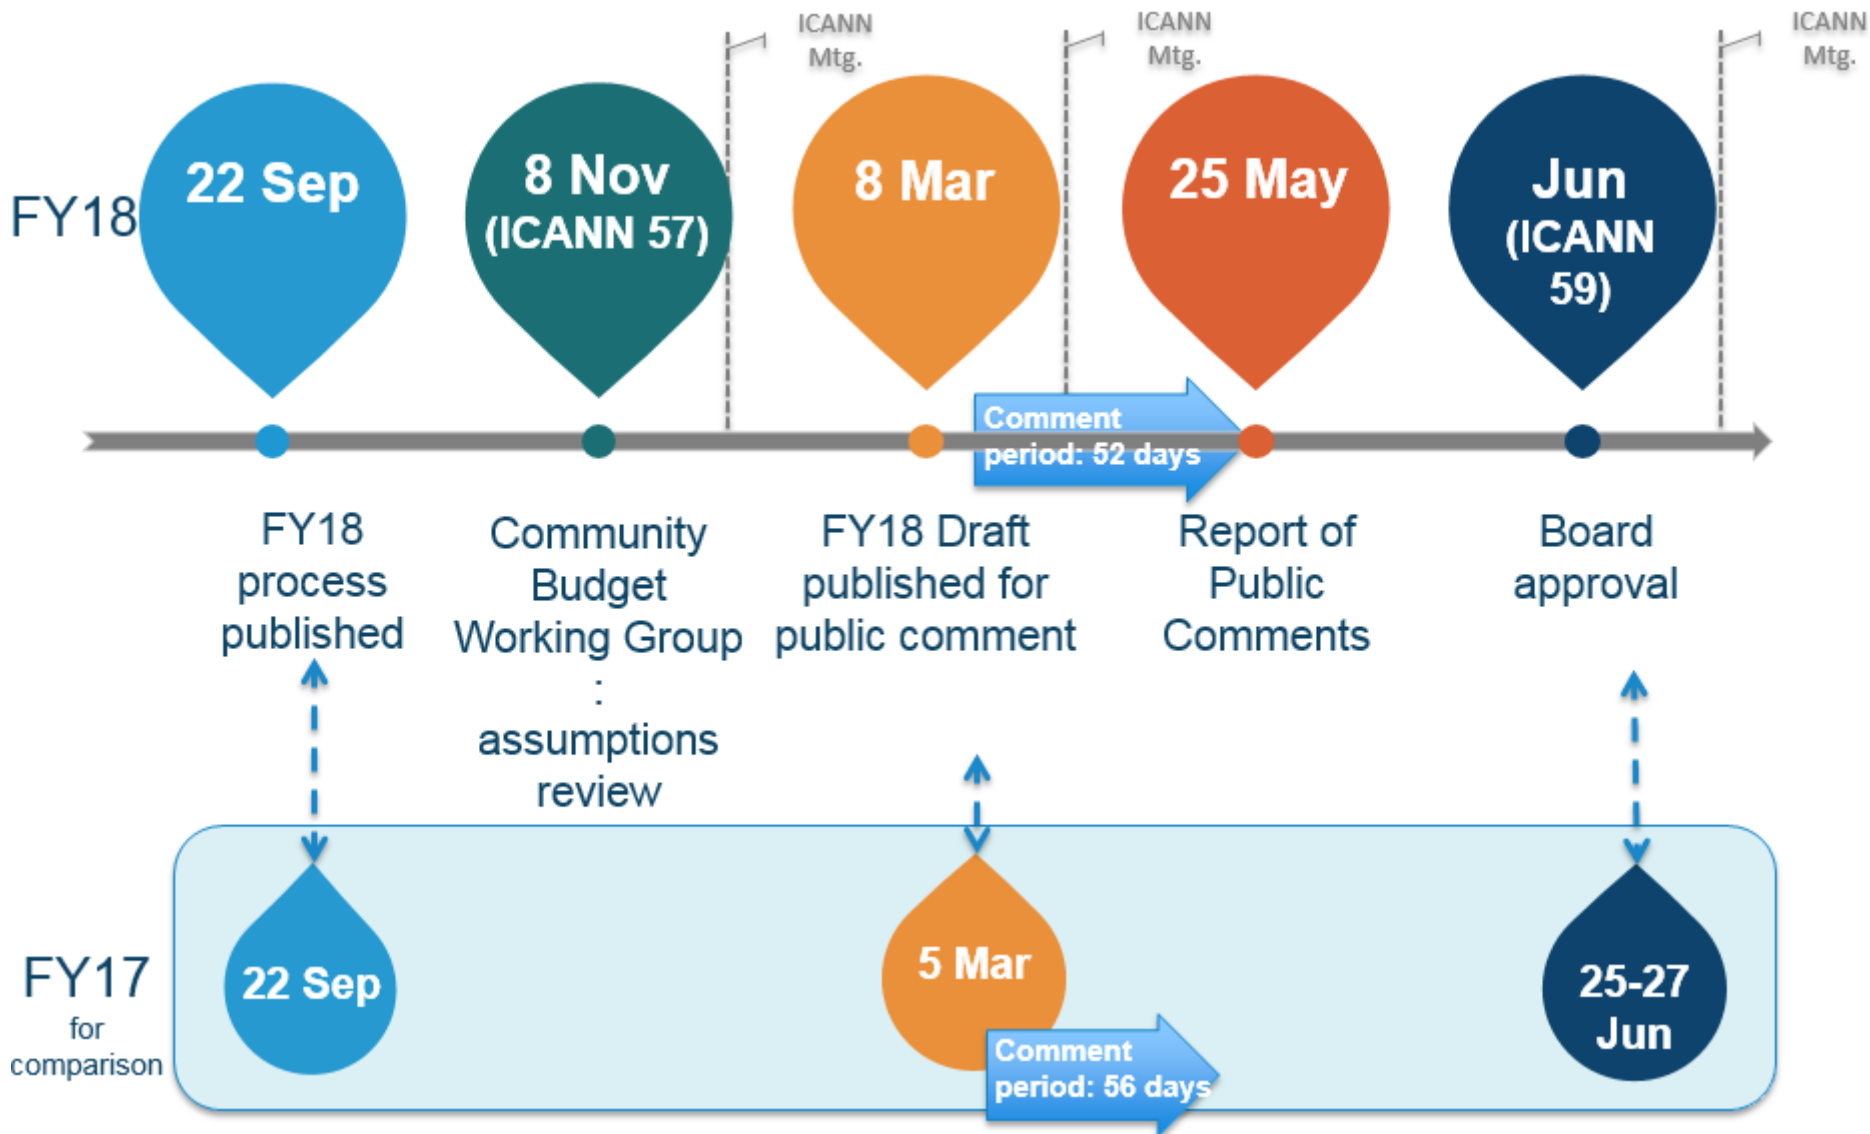 ICANN
Mtg.
ICANN
Mtg.
ICANN
Mtg.
FY18
22 Sep
8 Nov
(ICANN 57)
8 Mar
25 May
Jun
(ICANN
59)
Comment
period: 52 days
FY18
process
published
Community
Budget
Working Group
:
assumptions
review
FY18 Draft
published for
public comment
Report of
Public
Comments
Board
approval
FY17
for
comparison
22 Sep
5 Mar
Comment
period: 56 days
25-27
Jun